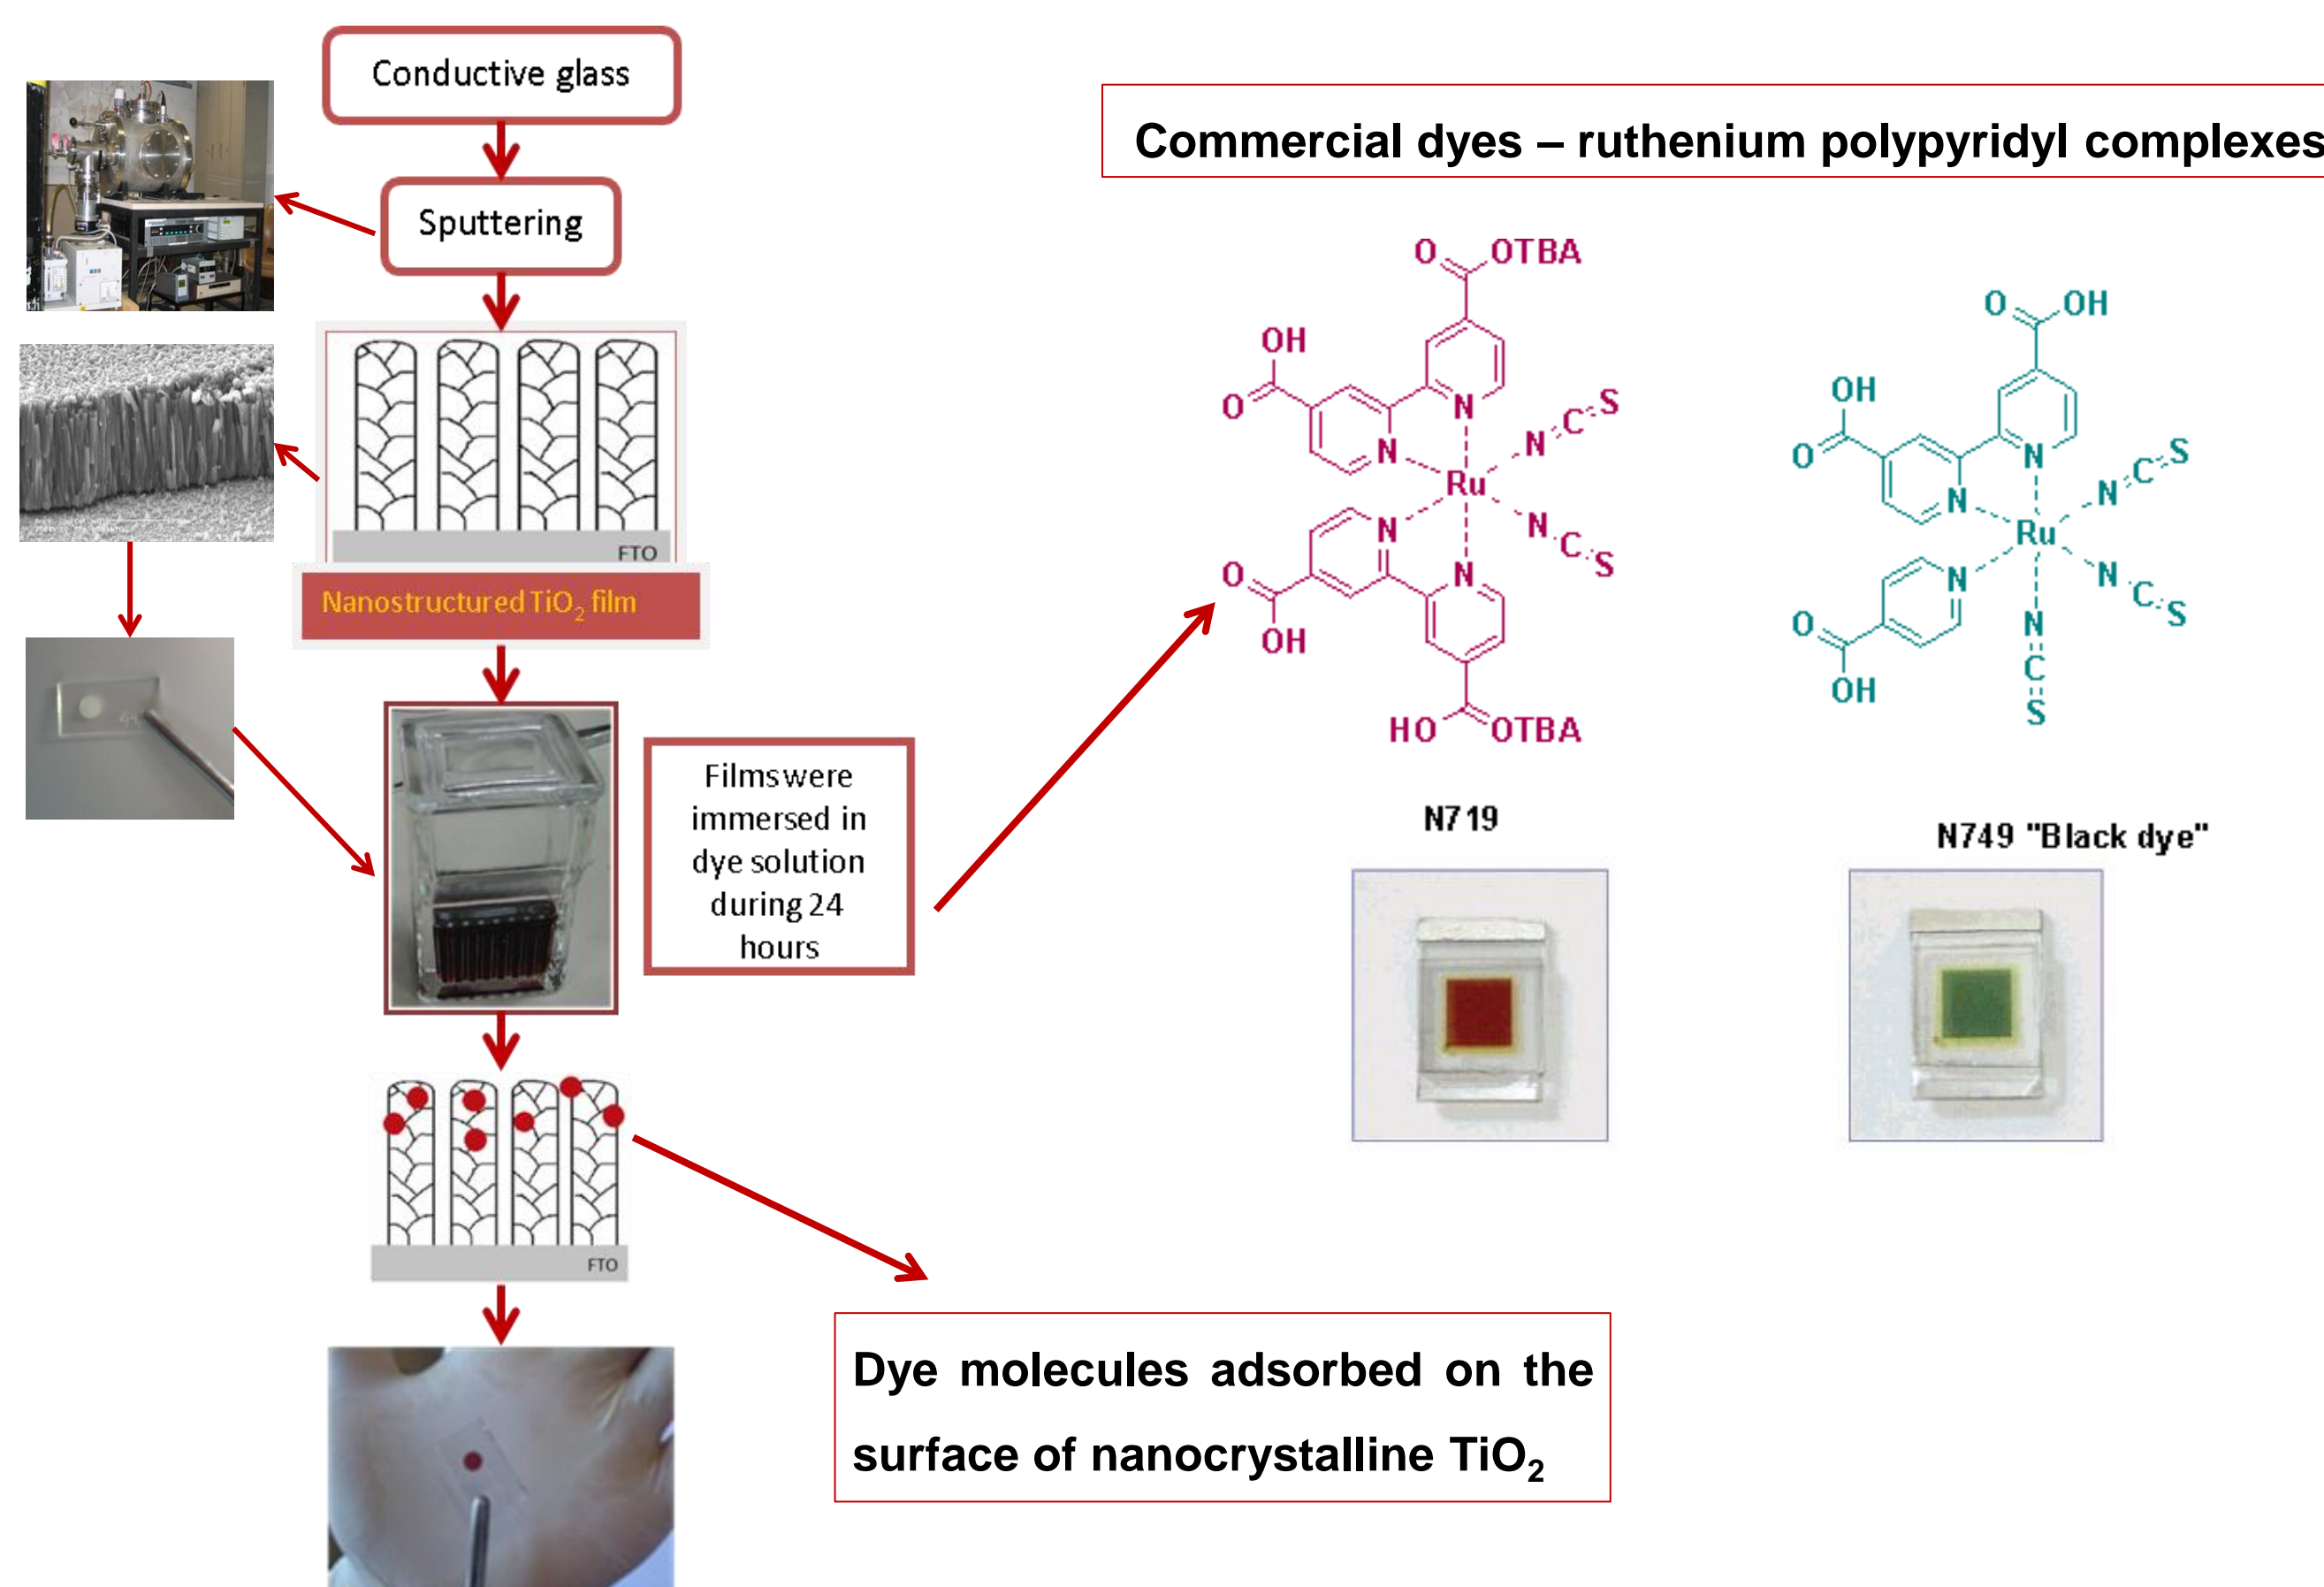 Conductive glass
Commercial dyes – ruthenium polypyridyl complexes
Sputtering
FTO
Nanostructured TiO₂ film
Films were
immersed in
dye solution
during 24
hours
O
OTBA
OH
O
N
N
Ru
N
C
S
N
C
S
N
N
O
OH
HO
OTBA
N719
O
OH
OH
O
N
N
Ru
N
C
S
N
C
S
N
O
OH
N
C
S
N749 "Black dye"
FTO
Dye molecules adsorbed on the
surface of nanocrystalline TiO₂